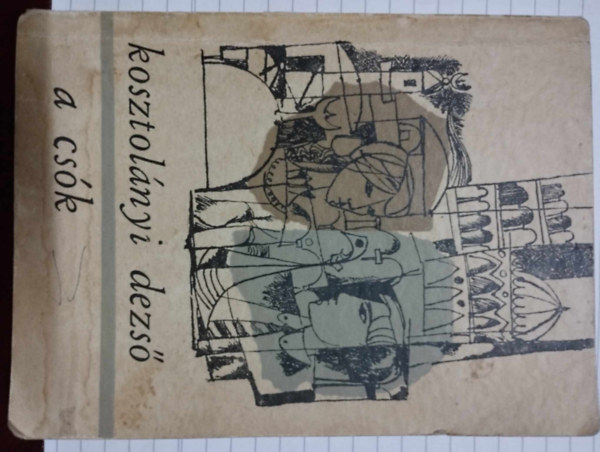 kosztolányi dezső
a csók